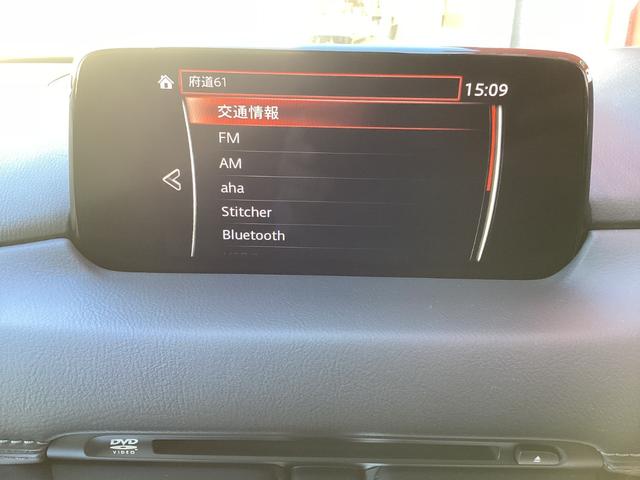 府道61
15:09
交通情報
FM
AM
aha
Stitcher
Bluetooth
DVD
VIDEO